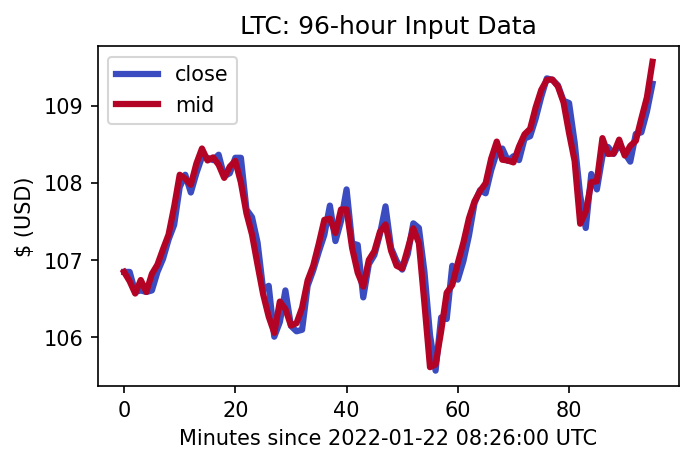 LTC: 96-hour Input Data
close
mid
$ (USD)
109
108
107
106
0 20 40 60 80
Minutes since 2022-01-22 08:26:00 UTC